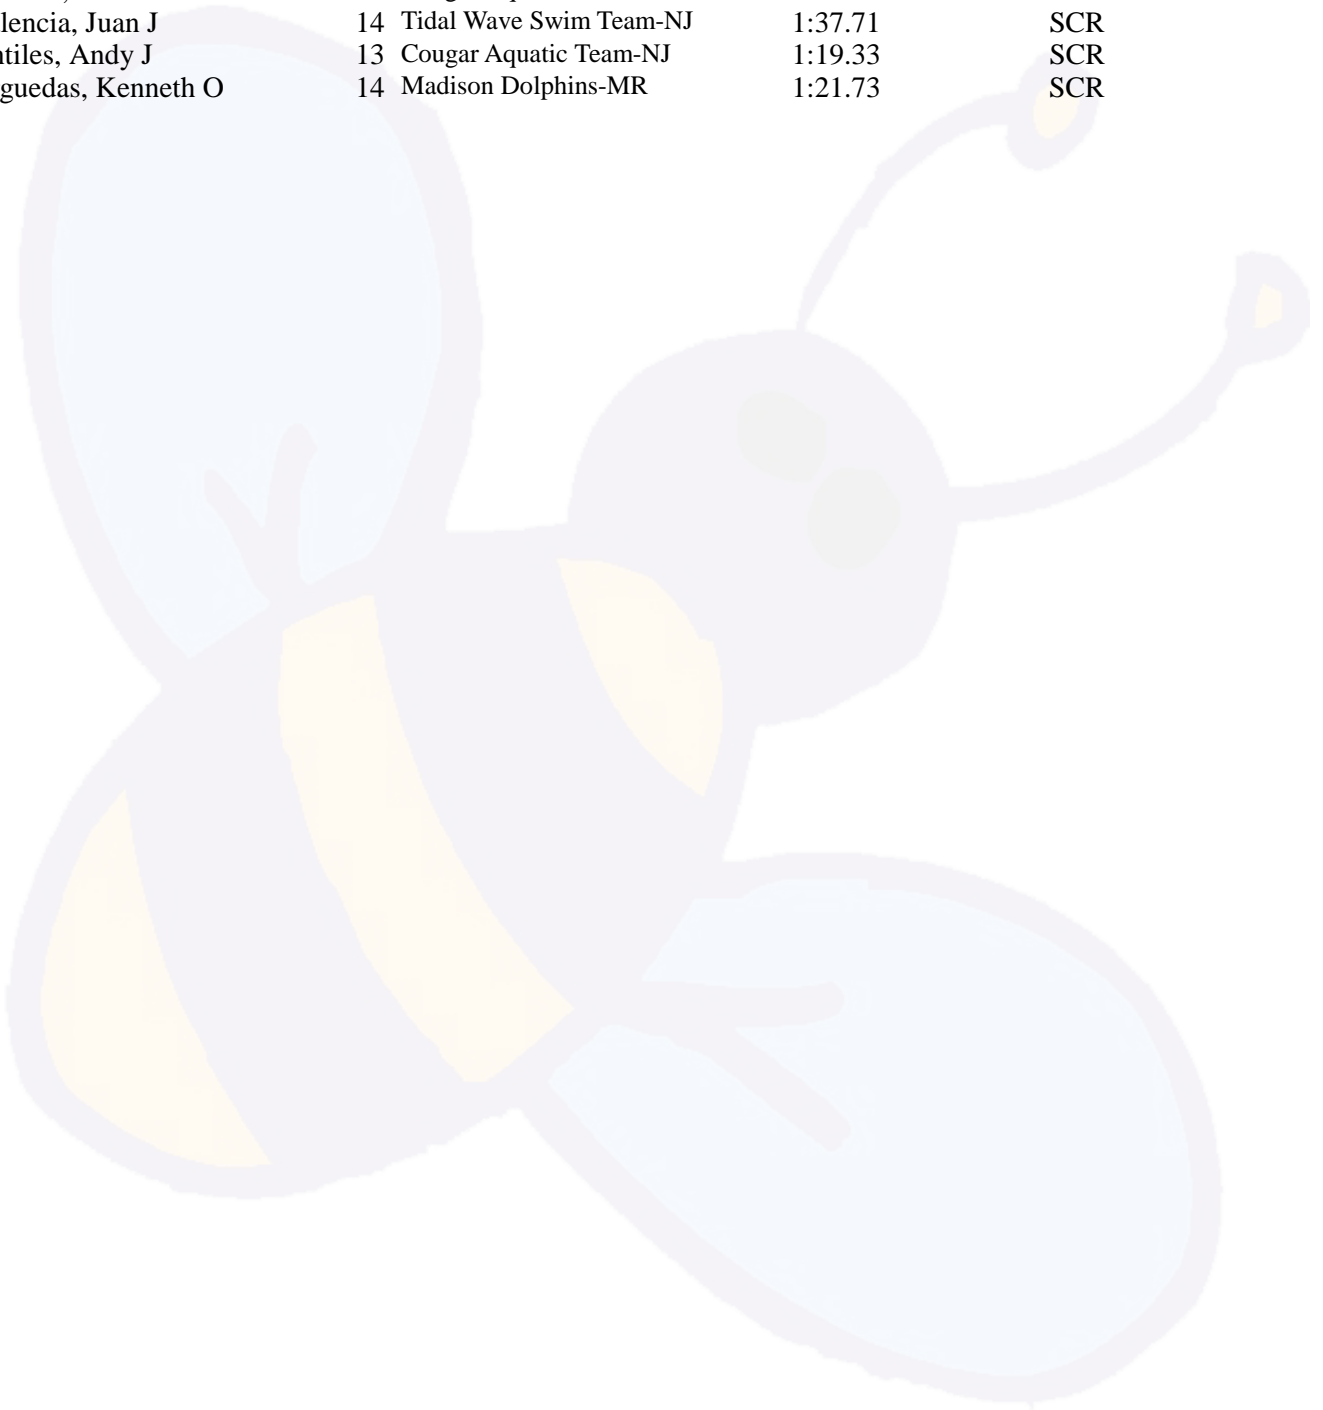 lencia, Juan J 14 Tidal Wave Swim Team-NJ 1:37.71 SCR
ntiles, Andy J 13 Cougar Aquatic Team-NJ 1:19.33 SCR
guedas, Kenneth O 14 Madison Dolphins-MR 1:21.73 SCR